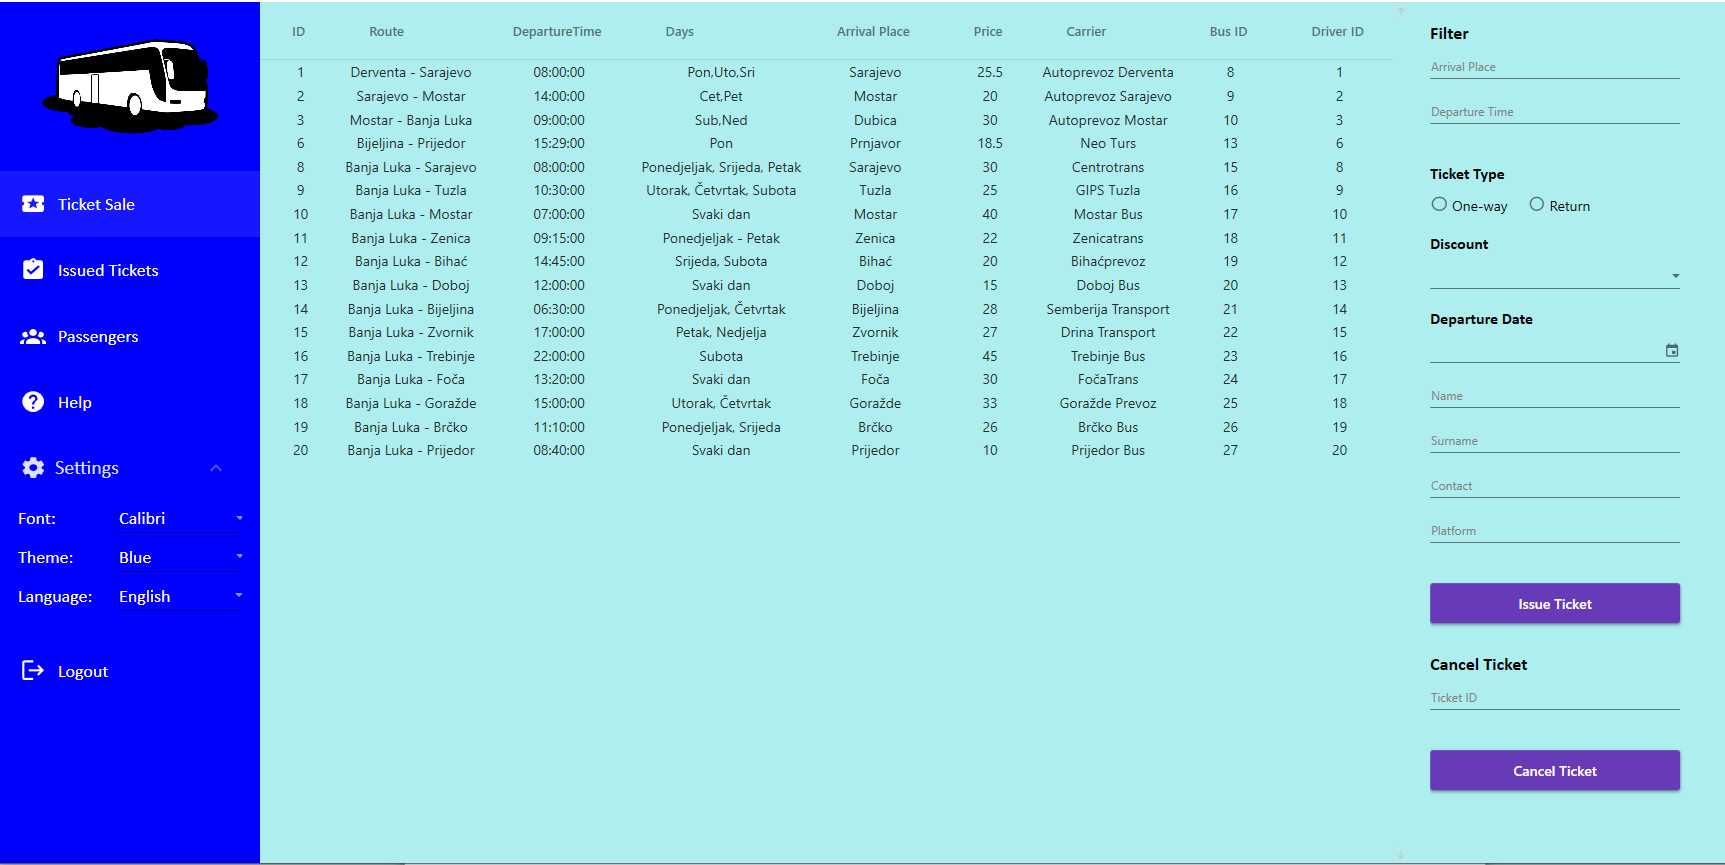 Ticket Sale
Issued Tickets
Passengers
Help
Settings
Font: Calibri
Theme: Blue
Language: English
Logout
ID Route DepartureTime Days Arrival Place Price Carrier Bus ID Driver ID
1 Derventa - Sarajevo 08:00:00 Pon,Uto,Sri Sarajevo 25.5 Autoprevoz Derventa 8 1
2 Sarajevo - Mostar 14:00:00 Cet,Pet Mostar 20 Autoprevoz Sarajevo 9 2
3 Mostar - Banja Luka 09:00:00 Sub,Ned Dubica 30 Autoprevoz Mostar 10 3
6 Bijeljina - Prijedor 15:29:00 Pon Prnjavor 18.5 Neo Turs 13 6
8 Banja Luka - Sarajevo 08:00:00 Ponedjeljak, Srijeda, Petak Sarajevo 30 Centrotrans 15 8
9 Banja Luka - Tuzla 10:30:00 Utorak, Četvrtak, Subota Tuzla 25 GIPS Tuzla 16 9
10 Banja Luka - Mostar 07:00:00 Svaki dan Mostar 40 Mostar Bus 17 10
11 Banja Luka - Zenica 09:15:00 Ponedjeljak - Petak Zenica 22 Zenicatrans 18 11
12 Banja Luka - Bihać 14:45:00 Srijeda, Subota Bihać 20 Bihaćprevoz 19 12
13 Banja Luka - Doboj 12:00:00 Svaki dan Doboj 15 Doboj Bus 20 13
14 Banja Luka - Bijeljina 06:30:00 Ponedjeljak, Četvrtak Bijeljina 28 Semberija Transport 21 14
15 Banja Luka - Zvornik 17:00:00 Petak, Nedjelja Zvornik 27 Drina Transport 22 15
16 Banja Luka - Trebinje 22:00:00 Subota Trebinje 45 Trebinje Bus 23 16
17 Banja Luka - Foča 13:20:00 Svaki dan Foča 30 FočaTrans 24 17
18 Banja Luka - Goražde 15:00:00 Utorak, Četvrtak Goražde 33 Goražde Prevoz 25 18
19 Banja Luka - Brčko 11:10:00 Ponedjeljak, Srijeda Brčko 26 Brčko Bus 26 19
20 Banja Luka - Prijedor 08:40:00 Svaki dan Prijedor 10 Prijedor Bus 27 20
Filter
Arrival Place
Departure Time
Ticket Type
One-way Return
Discount
Departure Date
Name
Surname
Contact
Platform
Issue Ticket
Cancel Ticket
Ticket ID
Cancel Ticket